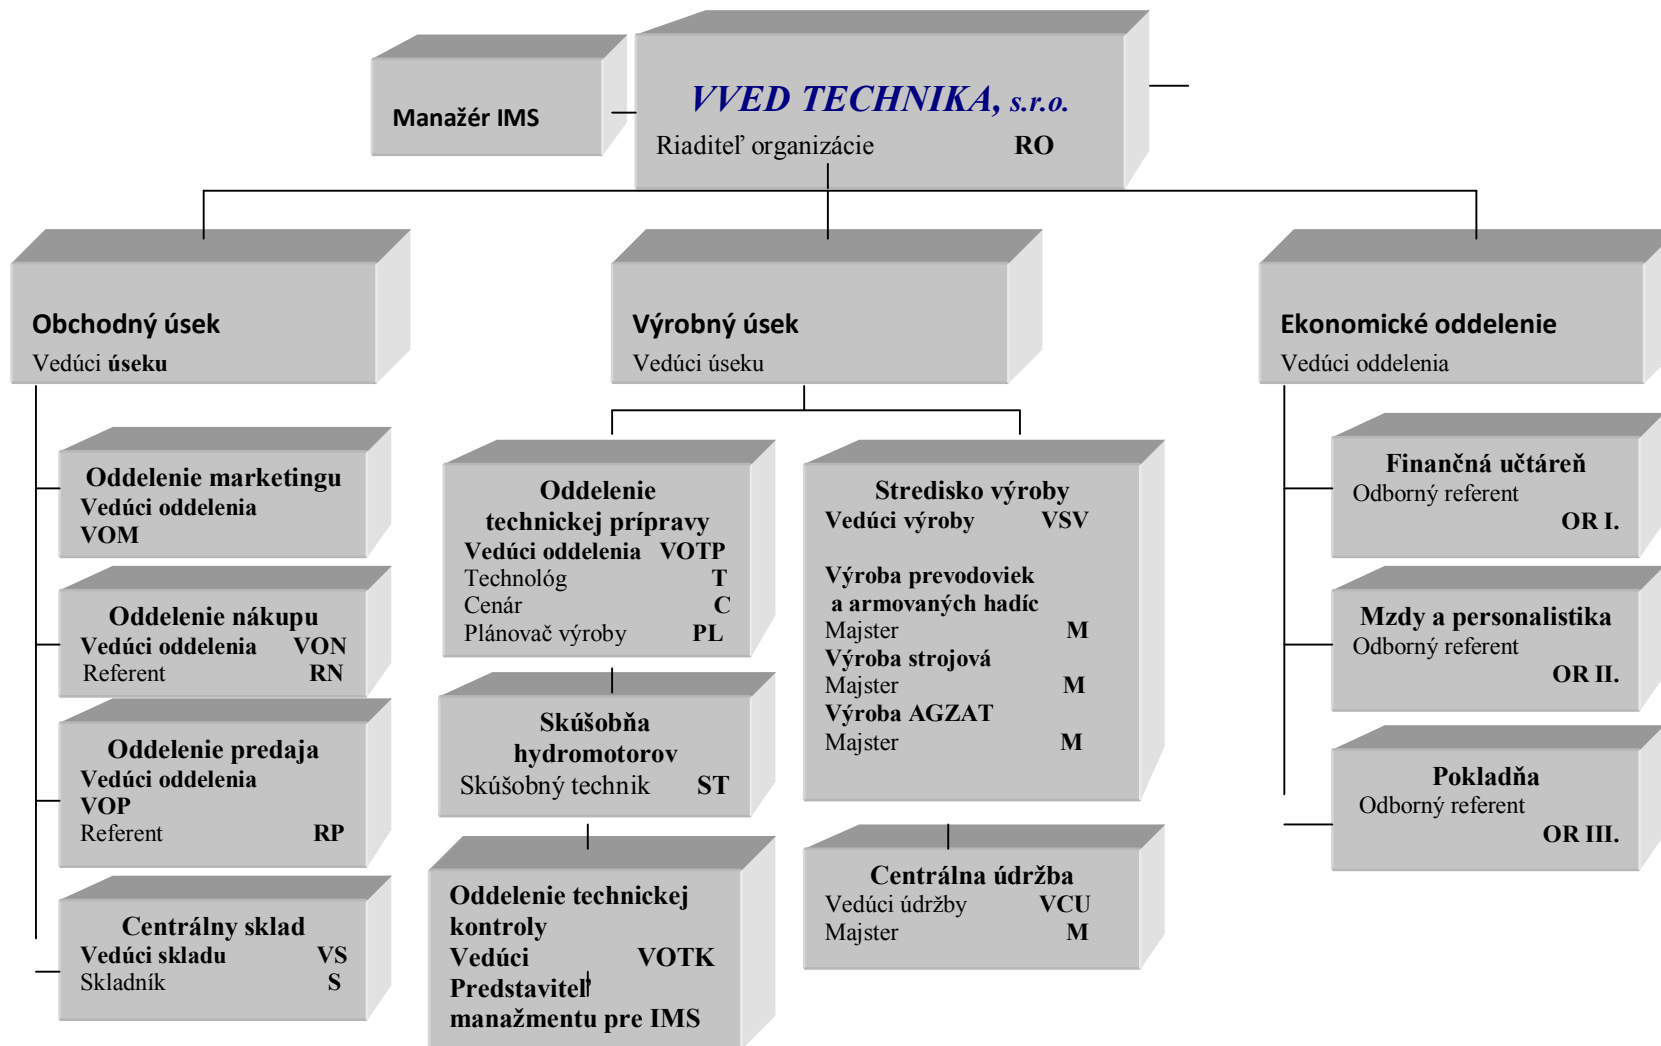 Manažér IMS
VVED TECHNIKA, s.r.o.
Riaditeľ organizácie RO
Obchodný úsek
Vedúci úseku
Výrobný úsek
Vedúci úseku
Ekonomické oddelenie
Vedúci oddelenia
Oddelenie marketingu
Vedúci oddelenia
VOM
Oddelenie nákupu
Vedúci oddelenia VON
Referent RN
Oddelenie predaja
Vedúci oddelenia
VOP
Referent RP
Centrálny sklad
Vedúci skladu VS
Skladník S
Oddelenie
technickej prípravy
Vedúci oddelenia VOTP
Technológ T
Cenár C
Plánovač výroby PL
Skúšobňa
hydromotorov
Skúšobný technik ST
Oddelenie technickej
kontroly
Vedúci VOTK
Predstaviteľ
manažmentu pre IMS
Stredisko výroby
Vedúci výroby VSV
Výroba prevodoviek
a armovaných hadíc
Majster M
Výroba strojová
Majster M
Výroba AGZAT
Majster M
Centrálna údržba
Vedúci údržby VCU
Majster M
Finančná učtáreň
Odborný referent
OR I.
Mzdy a personalistika
Odborný referent
OR II.
Pokladňa
Odborný referent
OR III.